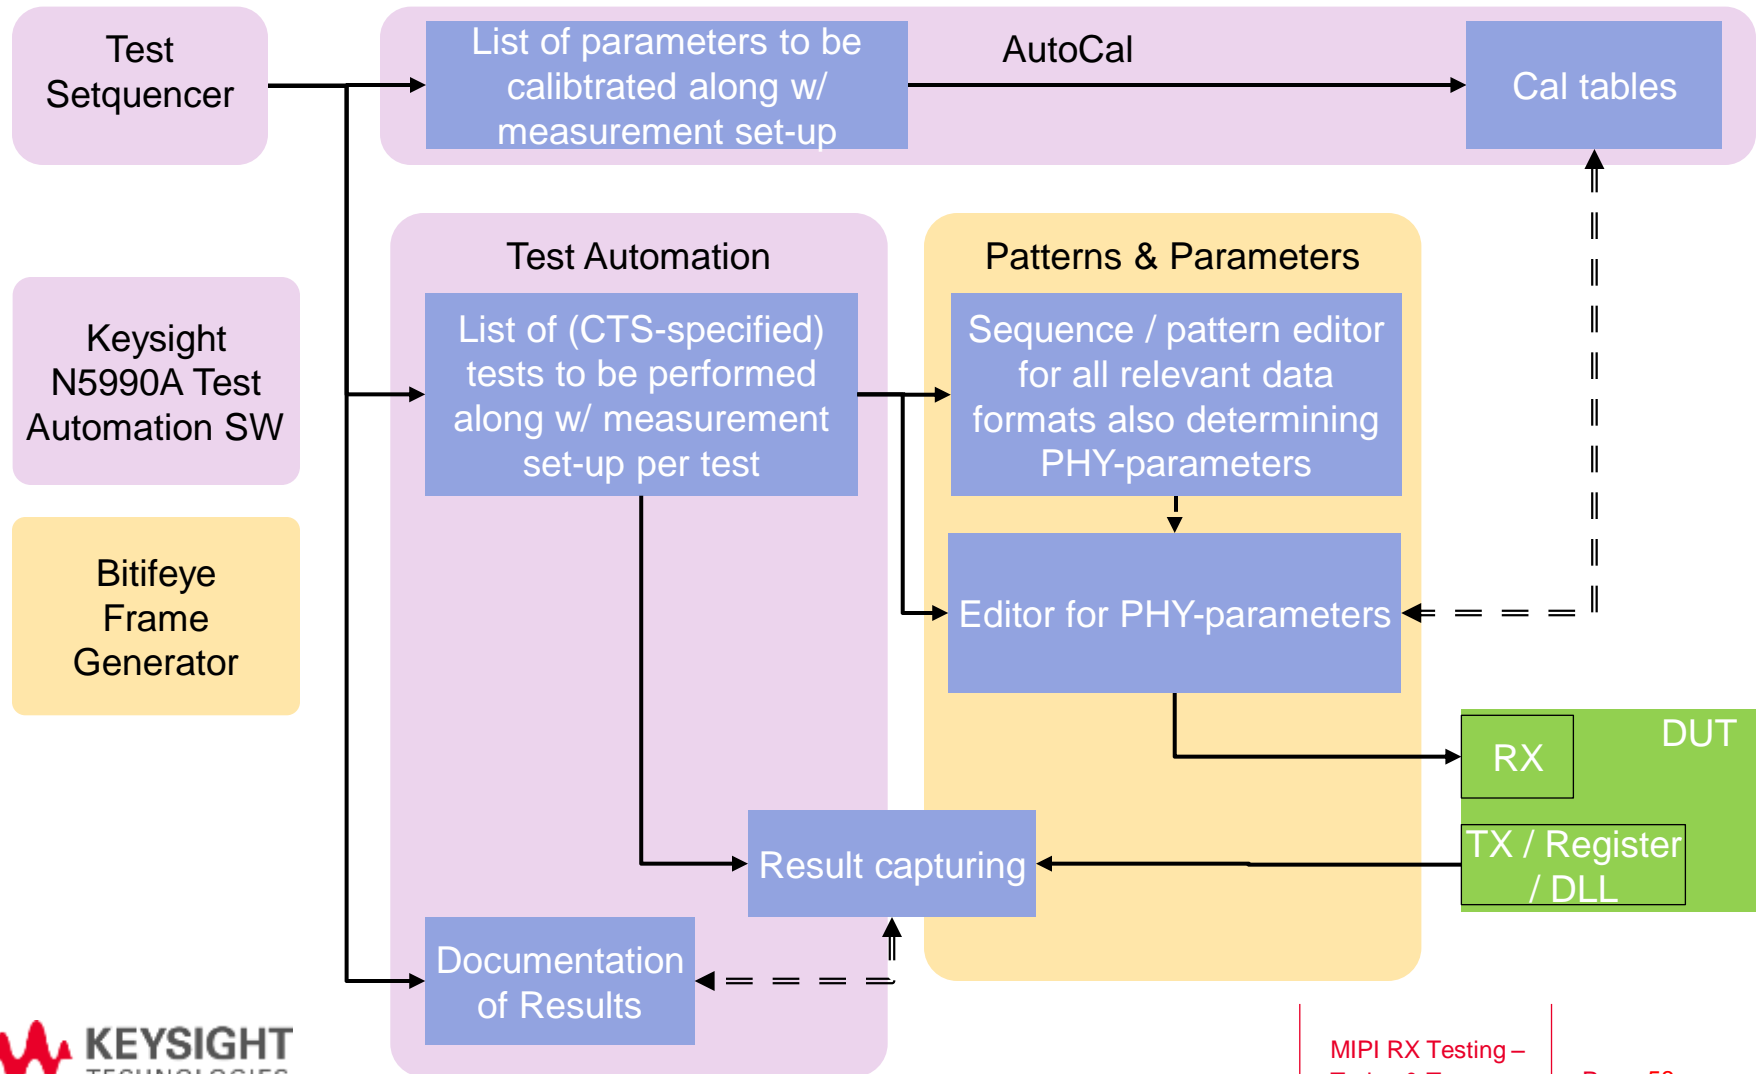 Test
Setquencer
List of parameters to be
calibtrated along w/
measurement set-up
AutoCal
Cal tables
Test Automation
Patterns & Parameters
Keysight
N5990A Test
Automation SW
List of (CTS-specified)
tests to be performed
along w/ measurement
set-up per test
Sequence / pattern editor
for all relevant data
formats also determining
PHY-parameters
Bitifeye
Frame
Generator
Editor for PHY-parameters
DUT
RX
TX / Register
/ DLL
Result capturing
Documentation
of Results
KEYSIGHT
TECHNOLOGIES
MIPI RX Testing –